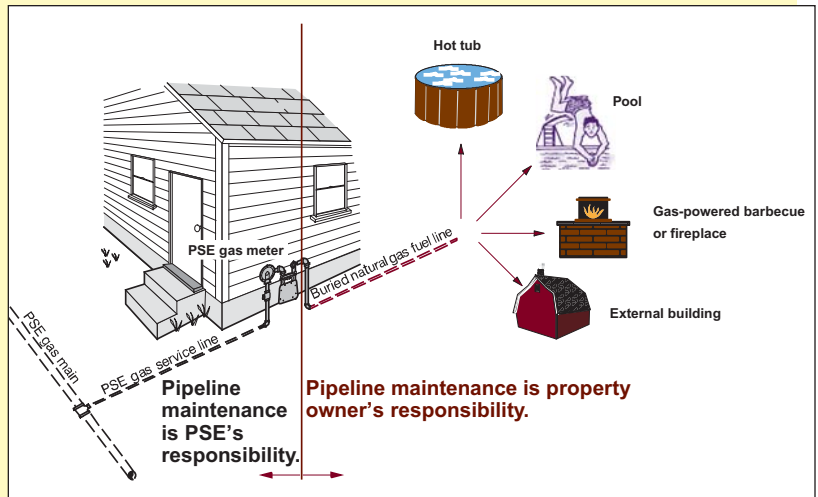 Hot tub
Pool
Gas-powered barbecue
or fireplace
External building
PSE gas meter
Buried natural gas fuel line
PSE gas service line
PSE gas main
Pipeline
maintenance
is PSE's
responsibility.
Pipeline maintenance is property
owner's responsibility.